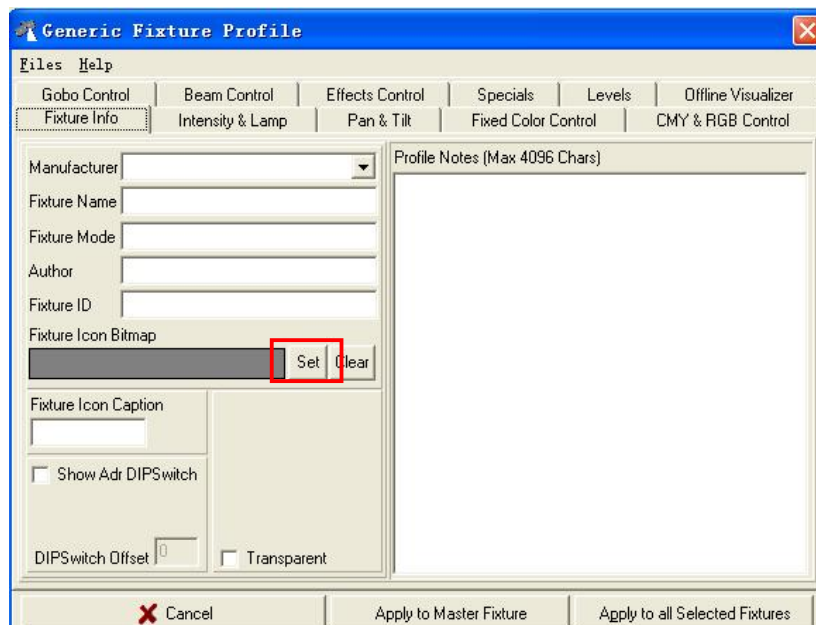 Generic Fixture Profile
Files Help
Gobo Control Beam Control Effects Control Specials Levels Offline Visualizer
Fixture Info Intensity & Lamp Pan & Tilt Fixed Color Control CMY & RGB Control
Manufacturer
Fixture Name
Fixture Mode
Author
Fixture ID
Fixture Icon Bitmap
Set Clear
Fixture Icon Caption
Show Adr DIPSwitch
DIPSwitch Offset 0
Transparent
Profile Notes (Max 4096 Chars)
Cancel Apply to Master Fixture Apply to all Selected Fixtures